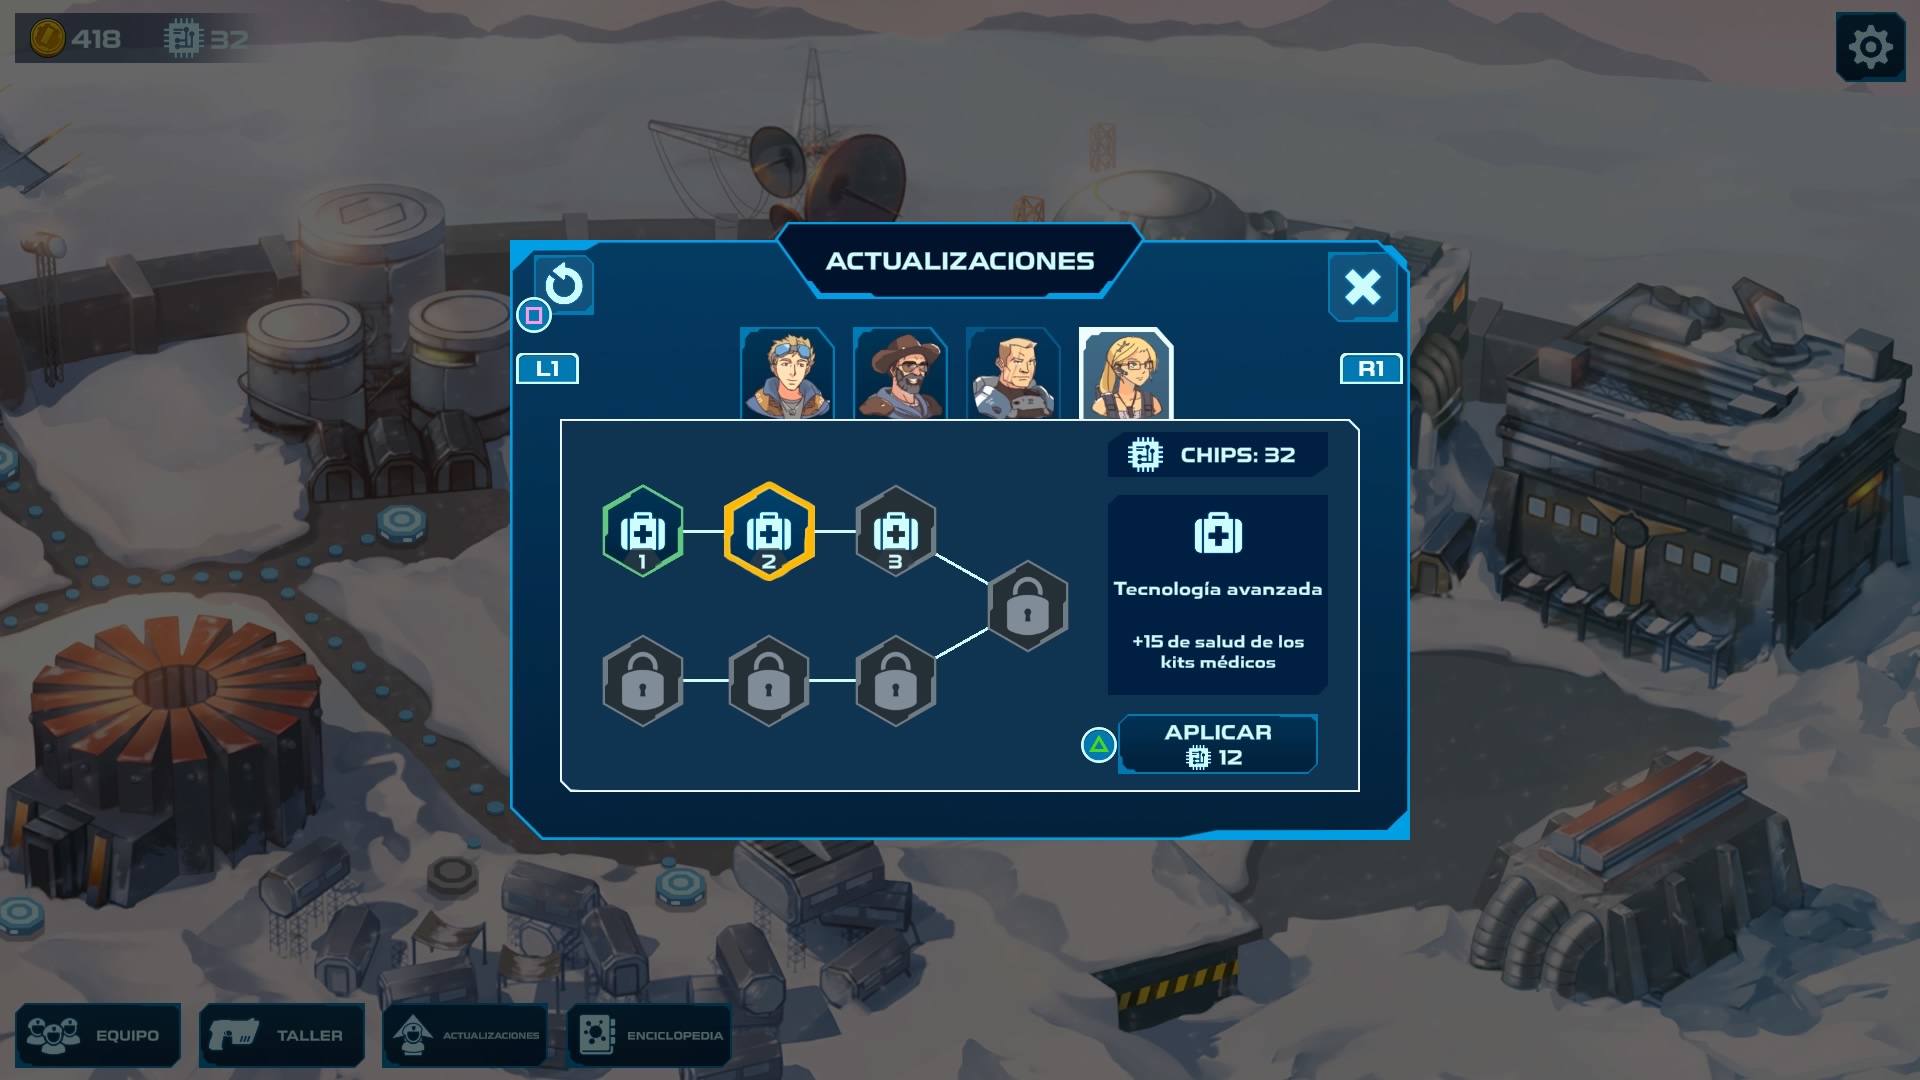 418
32
ACTUALIZACIONES
L1
R1
CHIPS: 32
1
2
3
Tecnología avanzada
+15 de salud de los
kits médicos
APLICAR
12
EQUIPO
TALLER
ACTUALIZACIONES
ENCICLOPEDIA